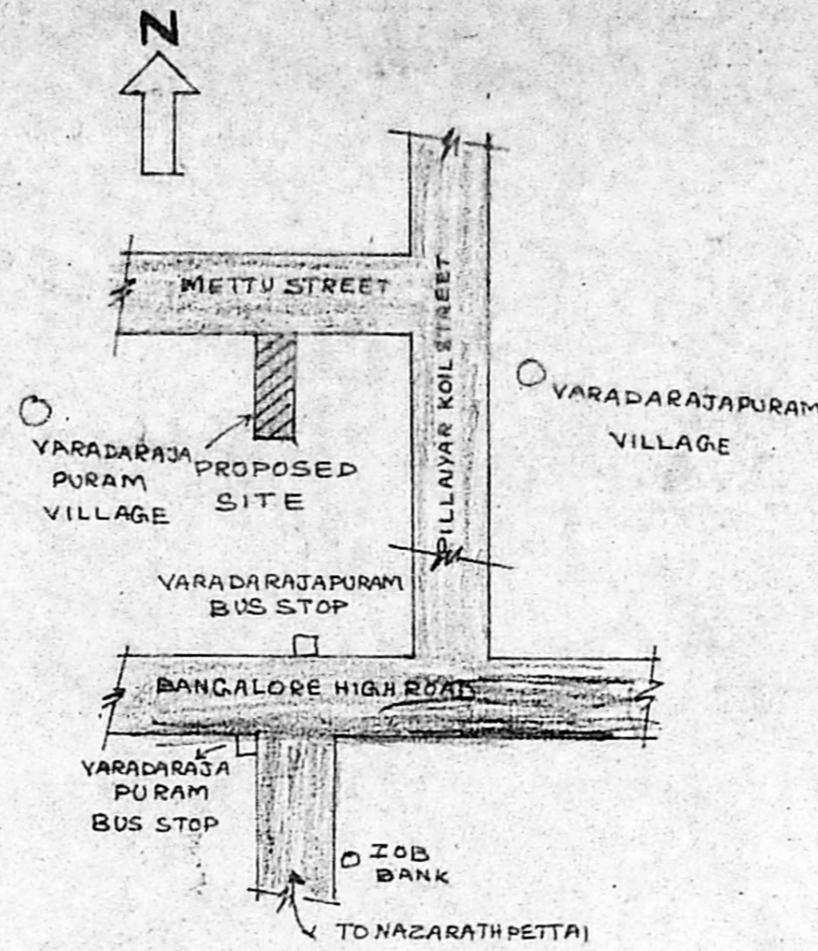 N
METTU STREET
PILLAIYAR KOIL STREET
VARADARAJAPURAM
VILLAGE
VARADARAJA
PURAM
VILLAGE
PROPOSED
SITE
VARADARAJAPURAM
BUS STOP
BANGALORE HIGH ROAD
VARADARAJA
PURAM
BUS STOP
IOB
BANK
TO NAZARATHPETTAI